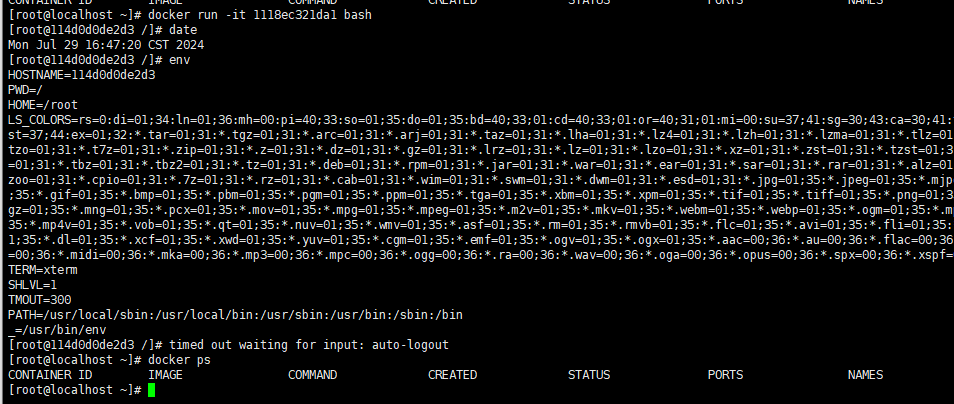 CONTAINER ID IMAGE COMMAND CREATED STATUS PORTS NAMES
[root@localhost ~]# docker run -it 1118ec321da1 bash
[root@114d0d0de2d3 /]# date
Mon Jul 29 16:47:20 CST 2024
[root@114d0d0de2d3 /]# env
HOSTNAME=114d0d0de2d3
PWD=/
HOME=/root
LS_COLORS=rs=0:di=01;34:ln=01;36:mh=00:pi=40;33:so=01;35:do=01;35:bd=40;33;01:cd=40;33;01:or=40;31;01:mi=00:su=37;41:sg=30;43:ca=30;41:
st=37;44:ex=01;32:*.tar=01;31:*.tgz=01;31:*.arc=01;31:*.arj=01;31:*.taz=01;31:*.lha=01;31:*.lz4=01;31:*.lzh=01;31:*.lzma=01;31:*.tlz=01
tzo=01;31:*.t7z=01;31:*.zip=01;31:*.z=01;31:*.dz=01;31:*.gz=01;31:*.lrz=01;31:*.lz=01;31:*.lzo=01;31:*.xz=01;31:*.zst=01;31:*.tzst=01;31
=01;31:*.tbz=01;31:*.tbz2=01;31:*.tz=01;31:*.deb=01;31:*.rpm=01;31:*.jar=01;31:*.war=01;31:*.ear=01;31:*.sar=01;31:*.rar=01;31:*.alz=01
zoo=01;31:*.cpio=01;31:*.7z=01;31:*.rz=01;31:*.cab=01;31:*.wim=01;31:*.swm=01;31:*.dwm=01;31:*.esd=01;31:*.jpg=01;35:*.jpeg=01;35:*.mjp
;35:*.gif=01;35:*.bmp=01;35:*.pbm=01;35:*.pgm=01;35:*.ppm=01;35:*.tga=01;35:*.xbm=01;35:*.xpm=01;35:*.tif=01;35:*.tiff=01;35:*.png=01;3
gz=01;35:*.mng=01;35:*.pcx=01;35:*.mov=01;35:*.mpg=01;35:*.mpeg=01;35:*.m2v=01;35:*.mkv=01;35:*.webm=01;35:*.webp=01;35:*.ogm=01;35:*.m
35:*.mp4v=01;35:*.vob=01;35:*.qt=01;35:*.nuv=01;35:*.wmv=01;35:*.asf=01;35:*.rm=01;35:*.rmvb=01;35:*.flc=01;35:*.avi=01;35:*.fli=01;35:
1;35:*.dl=01;35:*.xcf=01;35:*.xwd=01;35:*.yuv=01;35:*.cgm=01;35:*.emf=01;35:*.ogv=01;35:*.ogx=01;35:*.aac=00;36:*.au=00;36:*.flac=00;36
=00;36:*.midi=00;36:*.mka=00;36:*.mp3=00;36:*.mpc=00;36:*.ogg=00;36:*.ra=00;36:*.wav=00;36:*.oga=00;36:*.opus=00;36:*.spx=00;36:*.xspf=
TERM=xterm
SHLVL=1
TMOUT=300
PATH=/usr/local/sbin:/usr/local/bin:/usr/sbin:/usr/bin:/sbin:/bin
_=/usr/bin/env
[root@114d0d0de2d3 /]# timed out waiting for input: auto-logout
[root@localhost ~]# docker ps
CONTAINER ID IMAGE COMMAND CREATED STATUS PORTS NAMES
[root@localhost ~]#